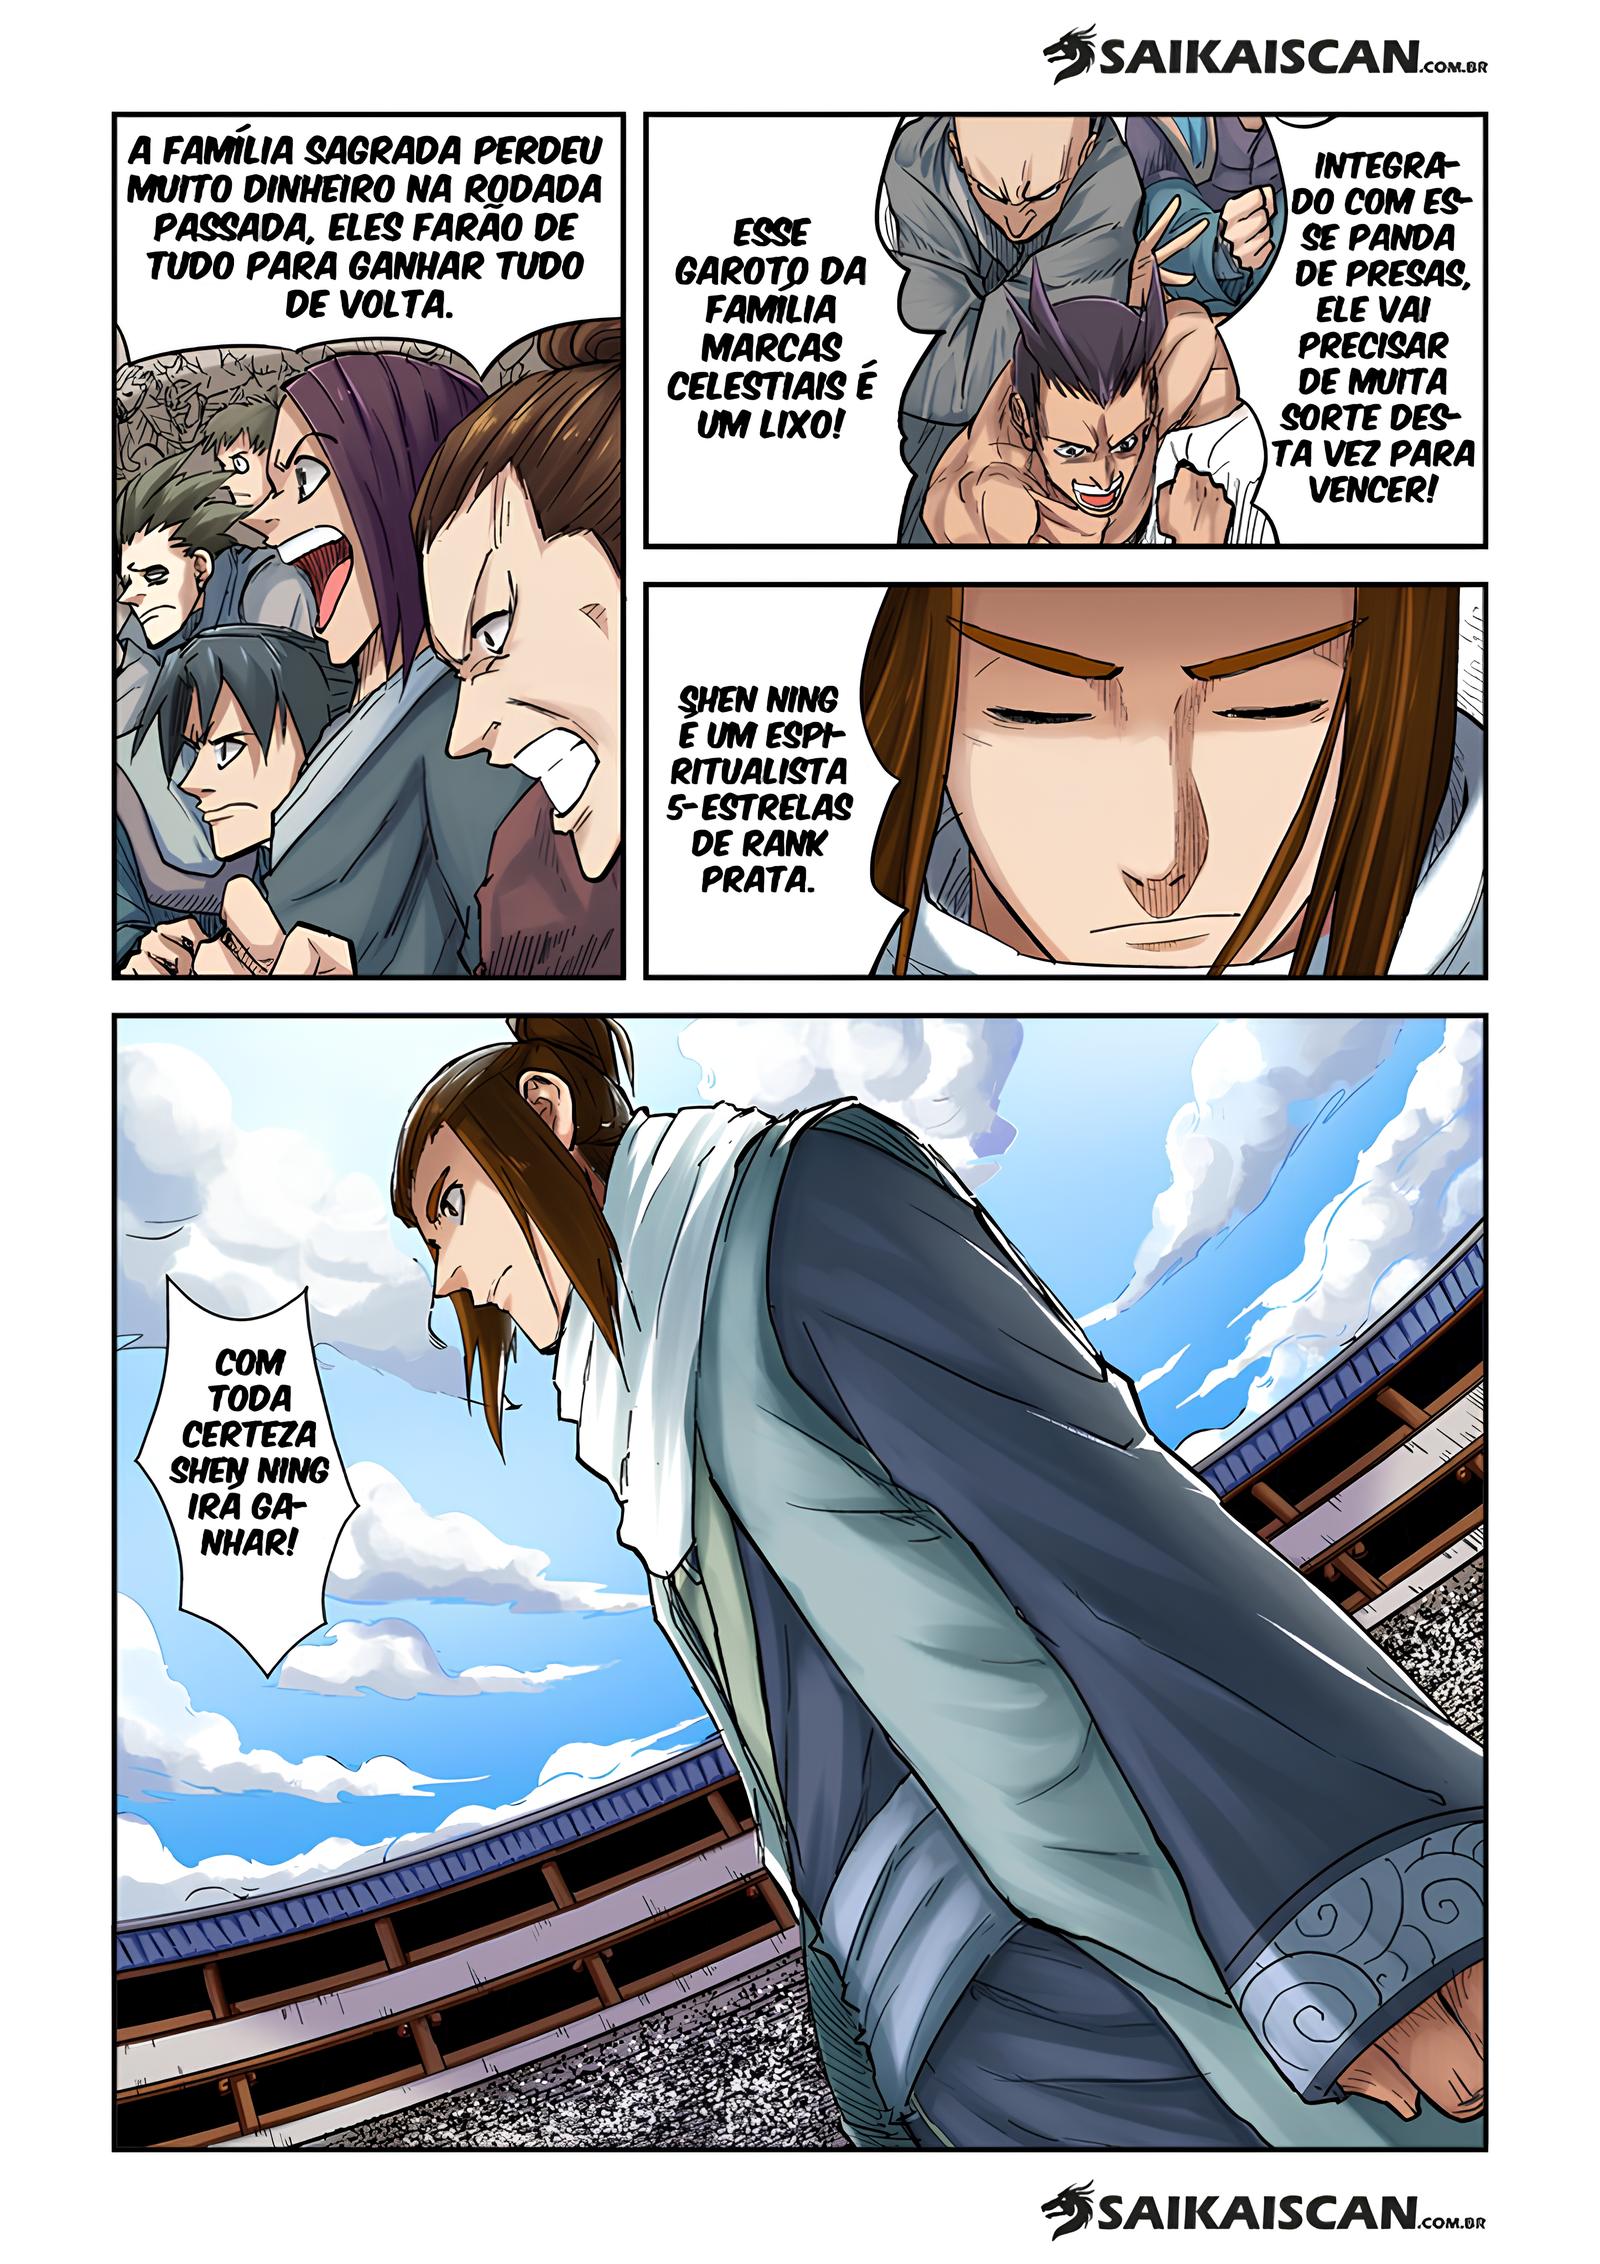 SAIKAISCAN.COM.BR
A FAMÍLIA SAGRADA PERDEU
MUITO DINHEIRO NA RODADA
PASSADA, ELES FARÃO DE
TUDO PARA GANHAR TUDO
DE VOLTA.
ESSE
GAROTO DA
FAMÍLIA
MARCAS
CELESTIAIS É
UM LIXO!
INTEGRA-
DO COM ES-
SE PANDA
DE PRESAS,
ELE VAI
PRECISAR
DE MUITA
SORTE DES-
TA VEZ PARA
VENCER!
SHEN NING
É UM ESPI-
RITUALISTA
5-ESTRELAS
DE RANK
PRATA.
COM
TODA
CERTEZA
SHEN NING
IRÁ GA-
NHAR!
SAIKAISCAN.COM.BR